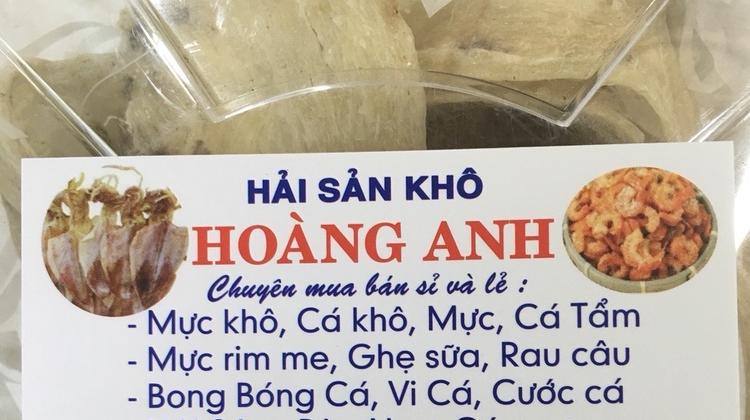 HẢI SẢN KHÔ
HOÀNG ANH
Chuyên mua bán sỉ và lẻ :
- Mực khô, Cá khô, Mực, Cá Tẩm
- Mực rim me, Ghẹ sữa, Rau câu
- Bong Bóng Cá, Vi Cá, Cước cá